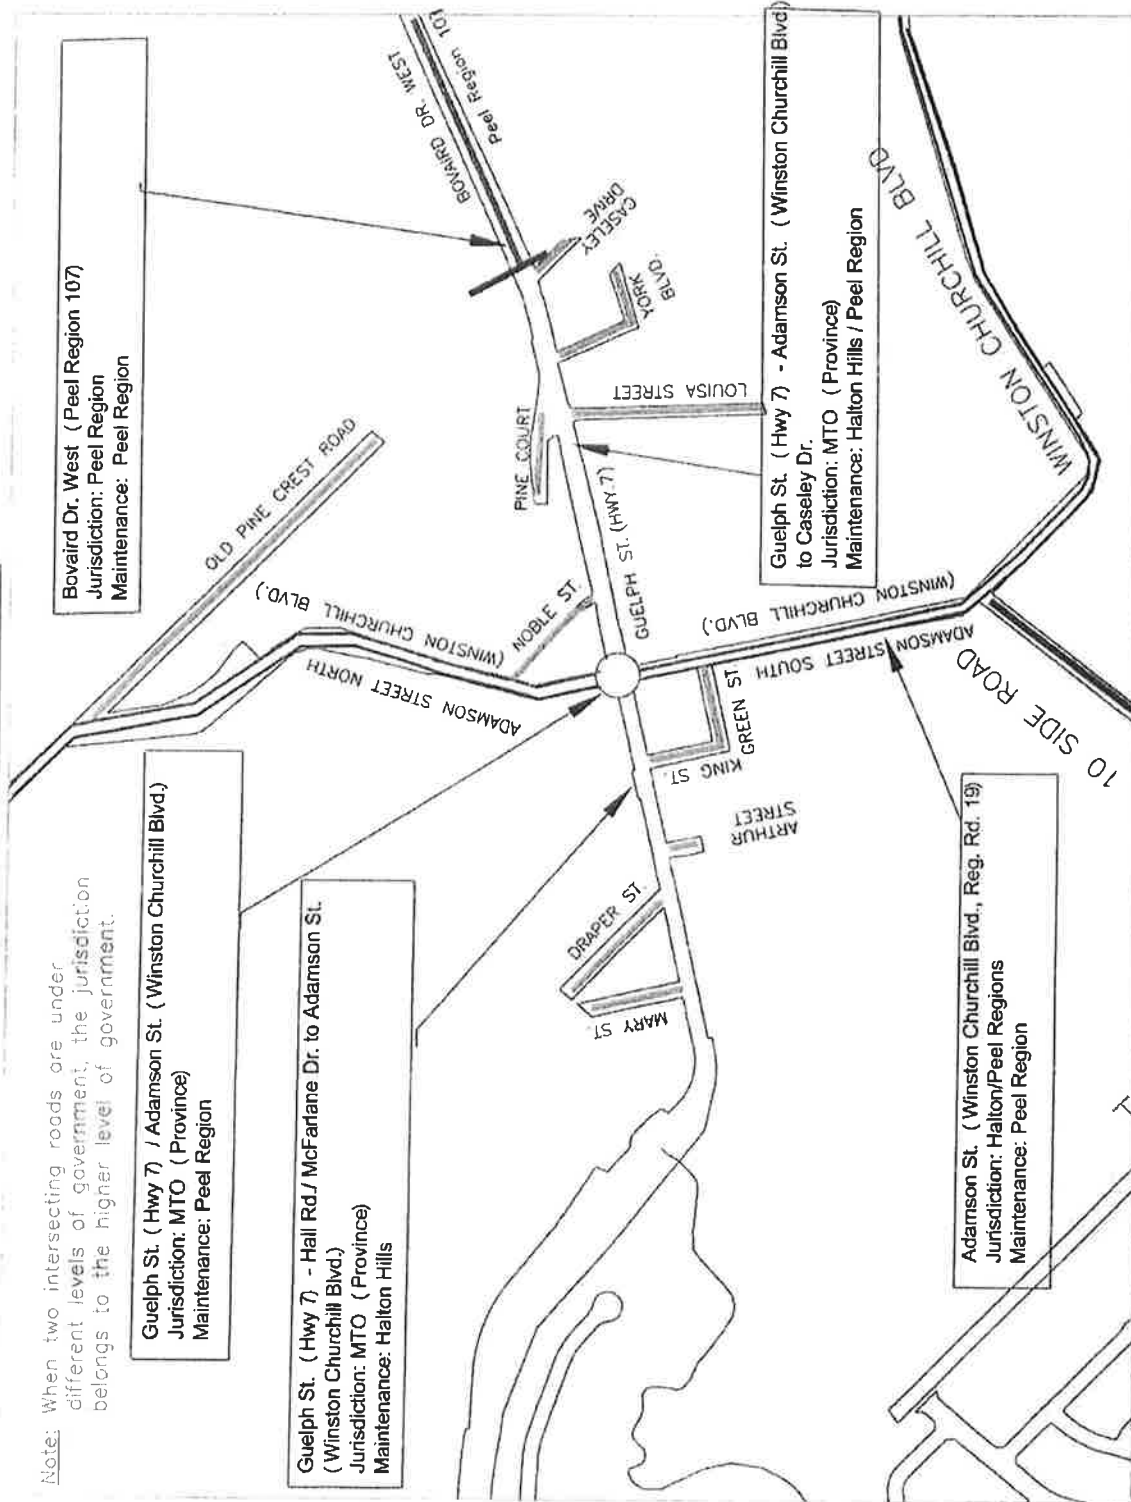 Note: When two intersecting roads are under
different levels of government, the jurisdiction
belongs to the higher level of government.
Guelph St. ( Hwy 7) / Adamson St. ( Winston Churchill Blvd.)
Jurisdiction: MTO ( Province)
Maintenance: Peel Region
Guelph St. ( Hwy 7) - Hall Rd./ McFarlane Dr. to Adamson St.
( Winston Churchill Blvd.)
Jurisdiction: MTO ( Province)
Maintenance: Halton Hills
Bovaird Dr. West ( Peel Region 107)
Jurisdiction: Peel Region
Maintenance: Peel Region
Guelph St. ( Hwy 7) - Adamson St. ( Winston Churchill Blvd)
to Caseley Dr.
Jurisdiction: MTO ( Province)
Maintenance: Halton Hills / Peel Region
Adamson St. ( Winston Churchill Blvd., Reg. Rd. 19)
Jurisdiction: Halton/Peel Regions
Maintenance: Peel Region
OLD PINE CREST ROAD
(WINSTON CHURCHILL BLVD.)
ADAMSON STREET NORTH
NOBLE ST.
PINE COURT
BOVAIRD DR. WEST
Peel Region 107
CASELEY
DRIVE
YORK
BLVD.
LOUISA STREET
GUELPH ST. (HWY.7)
MARY ST.
DRAPER ST.
ARTHUR
STREET
KING ST.
GREEN ST.
ADAMSON STREET SOUTH
(WINSTON CHURCHILL BLVD.)
10 SIDE ROAD
WINSTON CHURCHILL BLVD